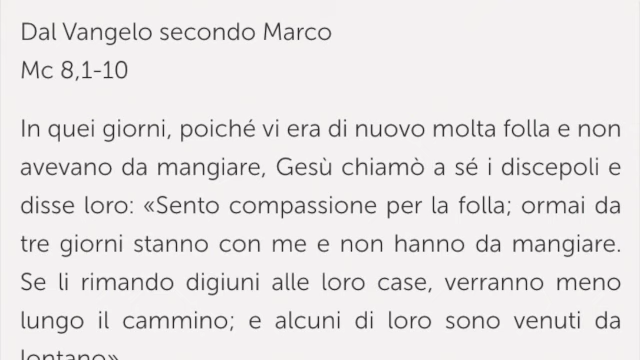 Dal Vangelo secondo Marco
Mc 8,1-10
In quei giorni, poiché vi era di nuovo molta folla e non
avevano da mangiare, Gesù chiamò a sé i discepoli e
disse loro: «Sento compassione per la folla; ormai da
tre giorni stanno con me e non hanno da mangiare.
Se li rimando digiuni alle loro case, verranno meno
lungo il cammino; e alcuni di loro sono venuti da
lontano».